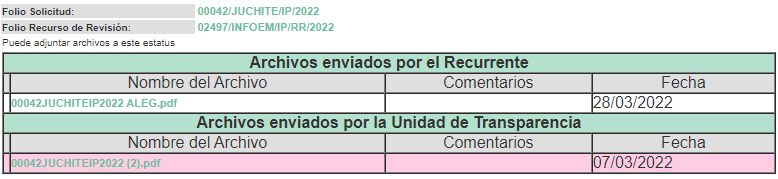 Folio Solicitud: 00042/JUCHITE/IP/2022
Folio Recurso de Revisión: 02497/INFOEM/IP/RR/2022
Puede adjuntar archivos a este estatus
Archivos enviados por el Recurrente
Nombre del Archivo Comentarios Fecha
00042JUCHITEIP2022 ALEG.pdf 28/03/2022
Archivos enviados por la Unidad de Transparencia
Nombre del Archivo Comentarios Fecha
00042JUCHITEIP2022 (2).pdf 07/03/2022